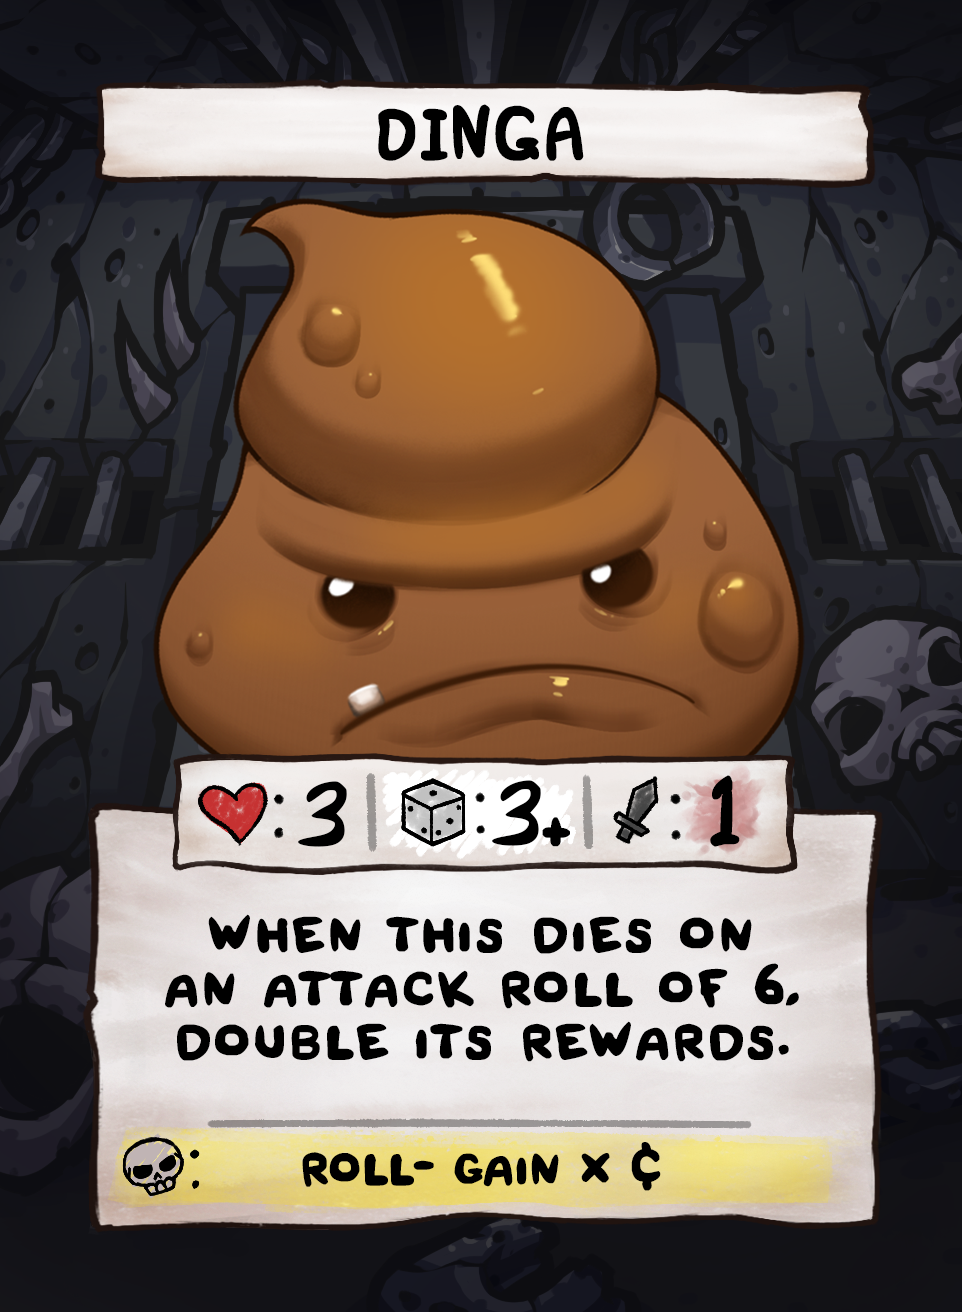 DINGA
: 3 | : 3+ | : 1
WHEN THIS DIES ON
AN ATTACK ROLL OF 6,
DOUBLE ITS REWARDS.
: ROLL- GAIN X ¢